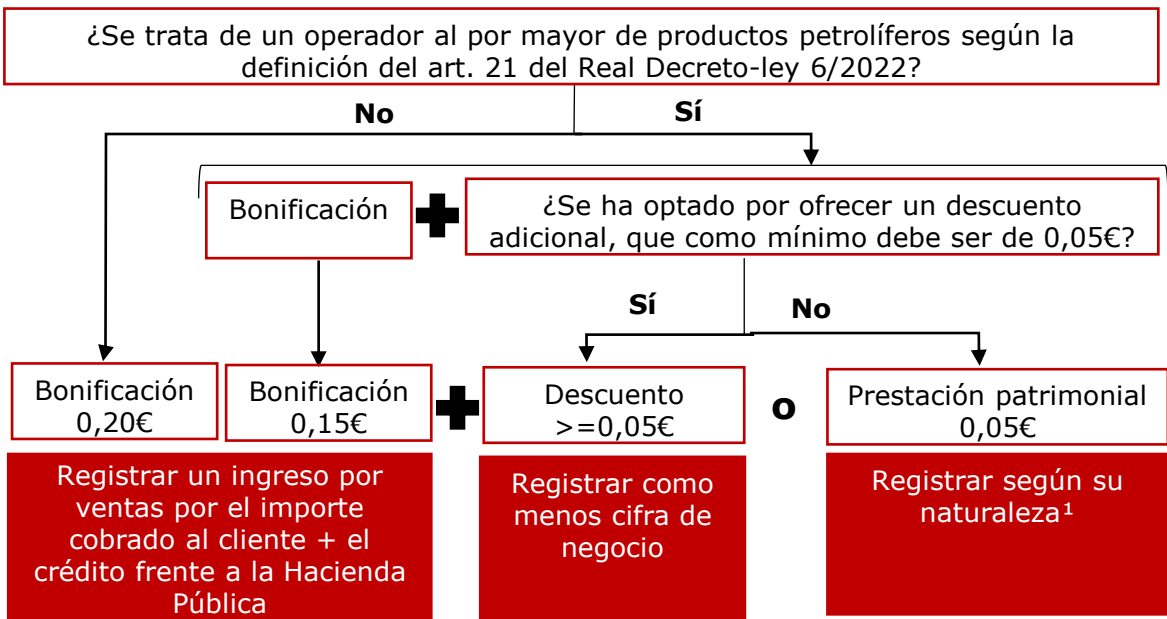 ¿Se trata de un operador al por mayor de productos petrolíferos según la
definición del art. 21 del Real Decreto-ley 6/2022?
No
Sí
Bonificación
¿Se ha optado por ofrecer un descuento
adicional, que como mínimo debe ser de 0,05€?
Sí
No
Bonificación
0,20€
Bonificación
0,15€
Descuento
>=0,05€
o
Prestación patrimonial
0,05€
Registrar un ingreso por
ventas por el importe
cobrado al cliente + el
crédito frente a la Hacienda
Pública
Registrar como
menos cifra de
negocio
Registrar según su
naturaleza¹